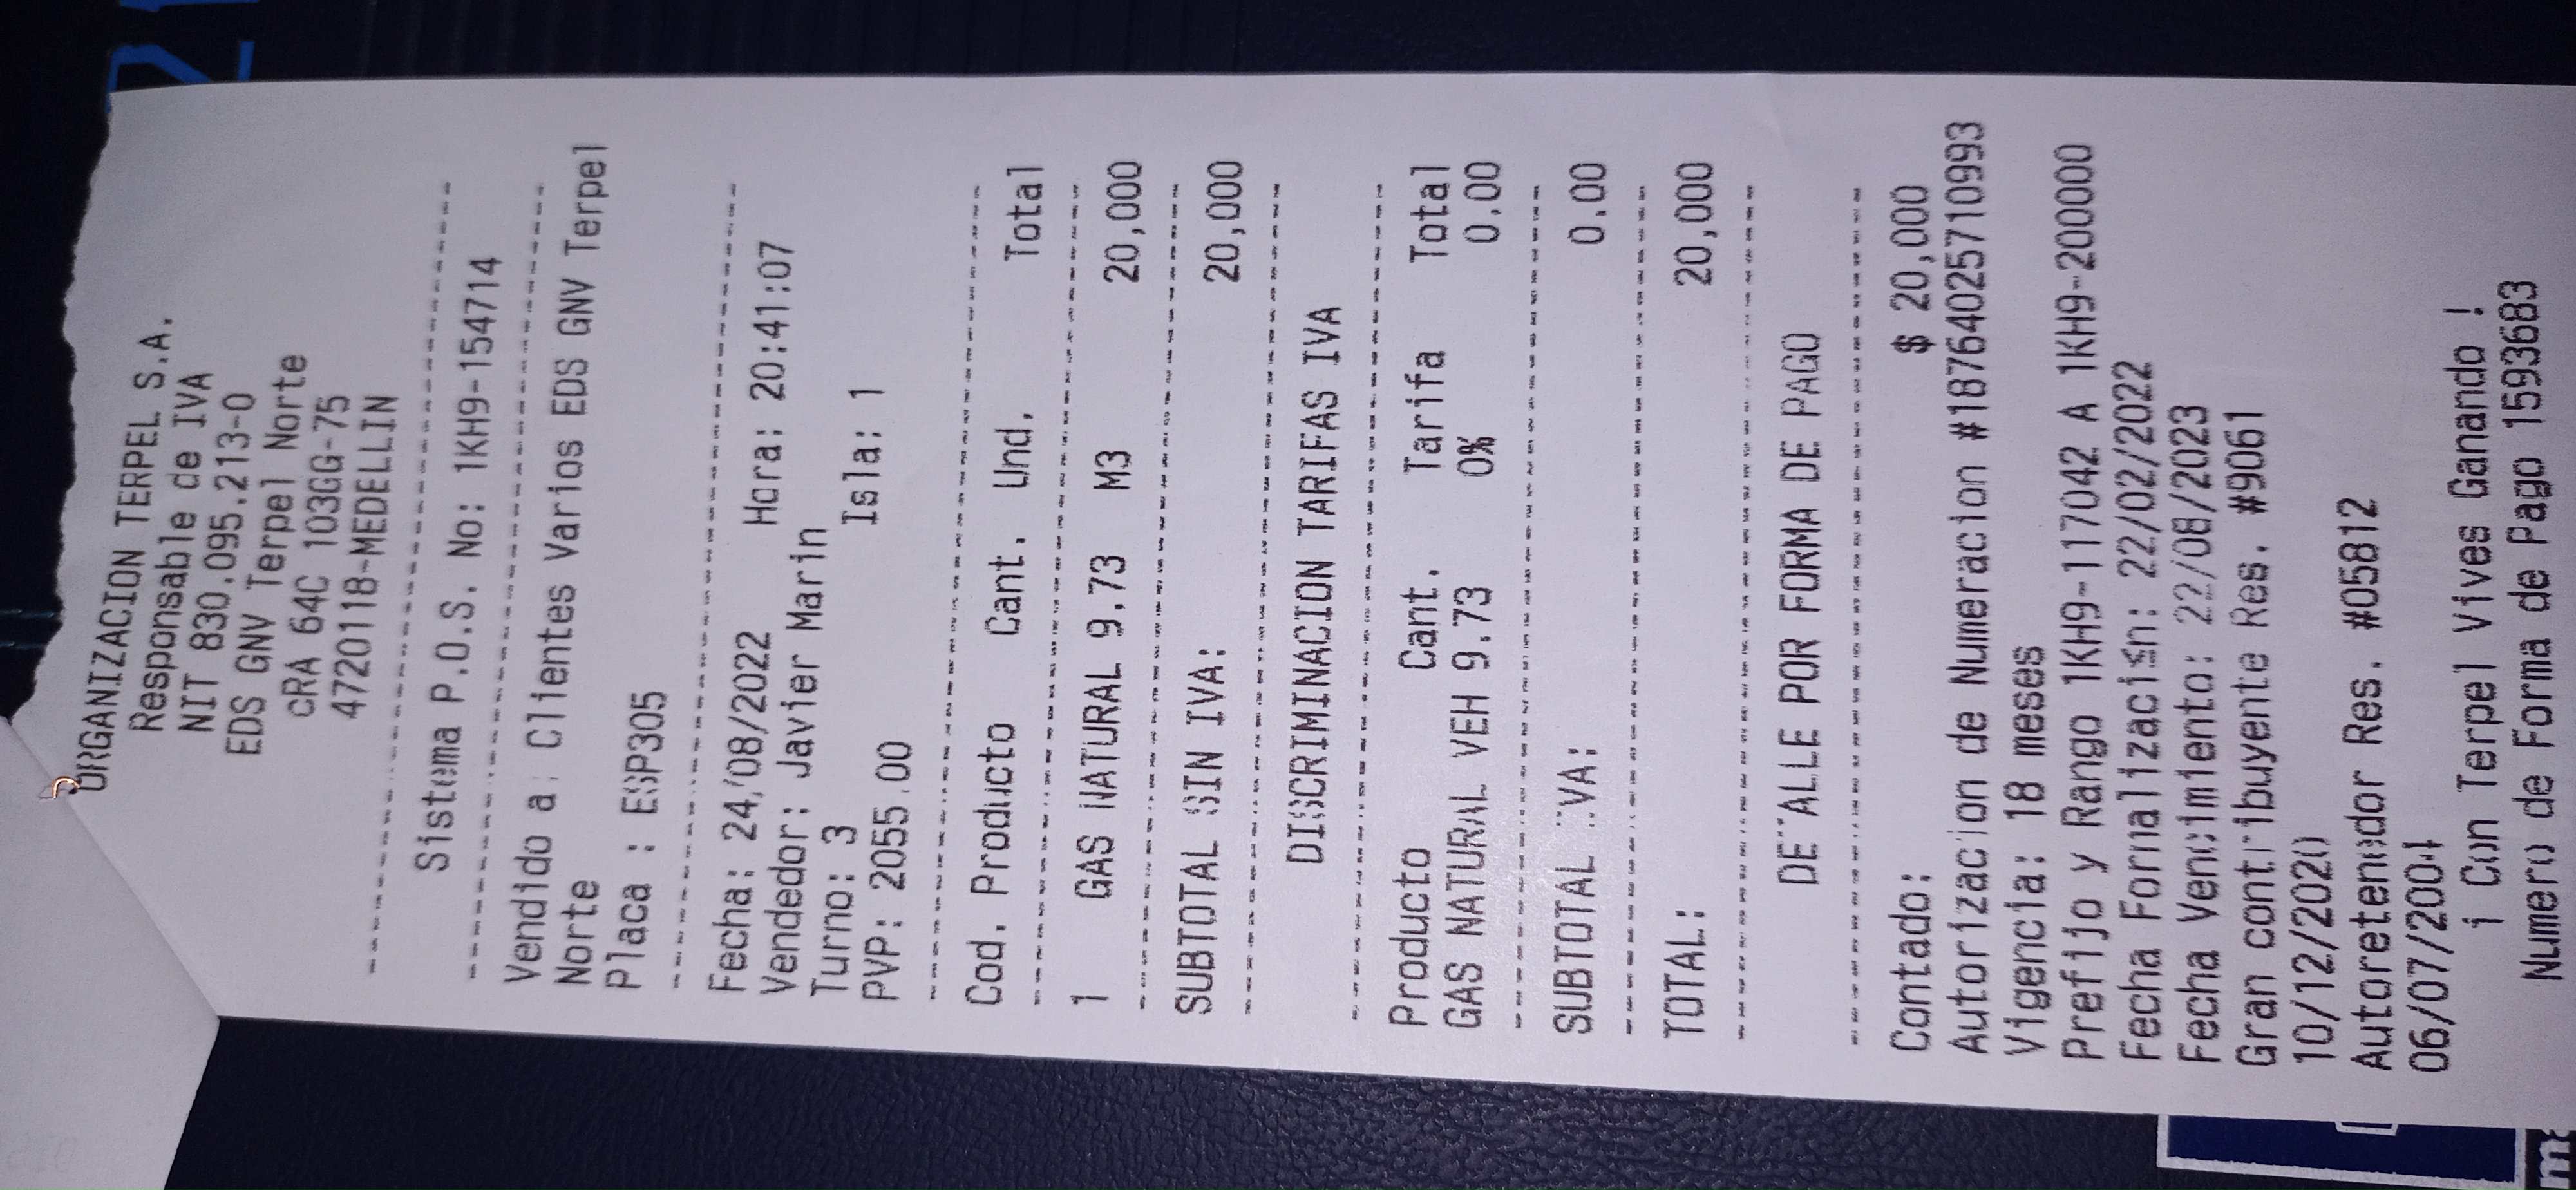 ORGANIZACION TERPEL S.A.
Responsable de IVA
NIT 830.095.213-0
EDS GNV Terpel Norte
CRA 64C 103GG-75
4720118-MEDELLIN
--------------------------------
Sistema P.O.S. No: 1KH9-154714
--------------------------------
Vendido a: Clientes Varios EDS GNV Terpel
Norte
Placa : ESP305
--------------------------------
Fecha: 24/08/2022 Hora: 20:41:07
Vendedor: Javier Marin
Turno: 3 Isla: 1
PVP: 2055.00
--------------------------------
Cod. Producto Cant. Und. Total
--------------------------------
1 GAS NATURAL 9.73 M3 20,000
--------------------------------
SUBTOTAL SIN IVA: 20,000
--------------------------------
DISCRIMINACION TARIFAS IVA
--------------------------------
Producto Cant. Tarifa Total
GAS NATURAL VEH 9.73 0% 0.00
--------------------------------
SUBTOTAL IVA: 0.00
--------------------------------
TOTAL: 20,000
--------------------------------
DETALLE POR FORMA DE PAGO
--------------------------------
Contado: $ 20,000
Autorizacion de Numeracion #18764025710993
Vigencia: 18 meses
Prefijo y Rango 1KH9-117042 A 1KH9-200000
Fecha Formalización: 22/02/2022
Fecha Vencimiento: 22/08/2023
Gran contribuyente Res. #9061
10/12/2020
Autoretenedor Res. #05812
06/07/2004
¡ Con Terpel Vives Ganando !
Numero de Forma de Pago 1593683